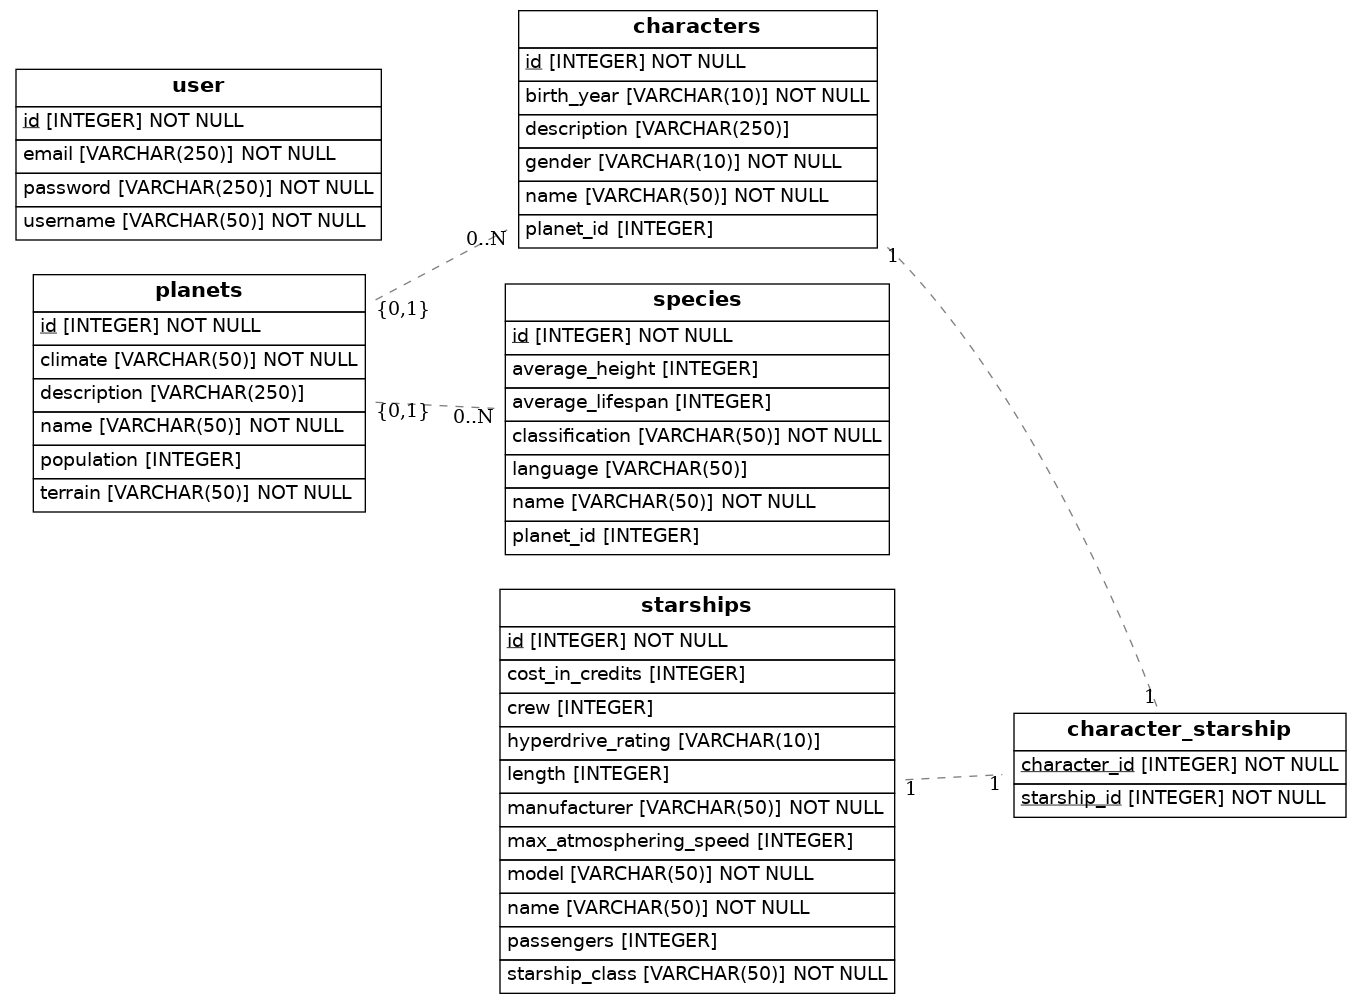 user
id [INTEGER] NOT NULL
email [VARCHAR(250)] NOT NULL
password [VARCHAR(250)] NOT NULL
username [VARCHAR(50)] NOT NULL
characters
id [INTEGER] NOT NULL
birth_year [VARCHAR(10)] NOT NULL
description [VARCHAR(250)]
gender [VARCHAR(10)] NOT NULL
name [VARCHAR(50)] NOT NULL
planet_id [INTEGER]
0..N
{0,1}
1
planets
id [INTEGER] NOT NULL
climate [VARCHAR(50)] NOT NULL
description [VARCHAR(250)]
name [VARCHAR(50)] NOT NULL
population [INTEGER]
terrain [VARCHAR(50)] NOT NULL
{0,1}
0..N
species
id [INTEGER] NOT NULL
average_height [INTEGER]
average_lifespan [INTEGER]
classification [VARCHAR(50)] NOT NULL
language [VARCHAR(50)]
name [VARCHAR(50)] NOT NULL
planet_id [INTEGER]
starships
id [INTEGER] NOT NULL
cost_in_credits [INTEGER]
crew [INTEGER]
hyperdrive_rating [VARCHAR(10)]
length [INTEGER]
manufacturer [VARCHAR(50)] NOT NULL
max_atmosphering_speed [INTEGER]
model [VARCHAR(50)] NOT NULL
name [VARCHAR(50)] NOT NULL
passengers [INTEGER]
starship_class [VARCHAR(50)] NOT NULL
1
1
1
character_starship
character_id [INTEGER] NOT NULL
starship_id [INTEGER] NOT NULL